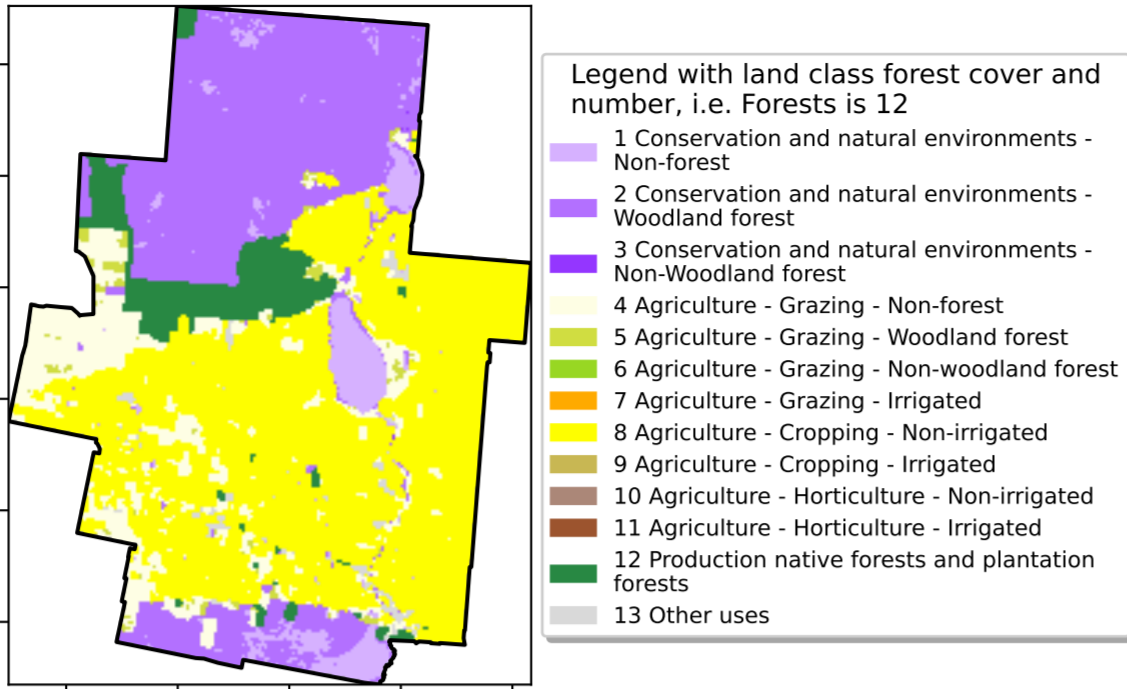 Legend with land class forest cover and
number, i.e. Forests is 12
1 Conservation and natural environments -
Non-forest
2 Conservation and natural environments -
Woodland forest
3 Conservation and natural environments -
Non-Woodland forest
4 Agriculture - Grazing - Non-forest
5 Agriculture - Grazing - Woodland forest
6 Agriculture - Grazing - Non-woodland forest
7 Agriculture - Grazing - Irrigated
8 Agriculture - Cropping - Non-irrigated
9 Agriculture - Cropping - Irrigated
10 Agriculture - Horticulture - Non-irrigated
11 Agriculture - Horticulture - Irrigated
12 Production native forests and plantation
forests
13 Other uses